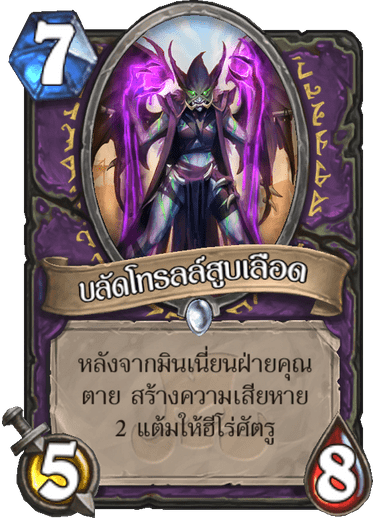 7
บลัดโทรลล์สูบเลือด
หลังจากมินเนี่ยนฝ่ายคุณ
ตาย สร้างความเสียหาย
2 แต้มให้ฮีโร่ศัตรู
5
8